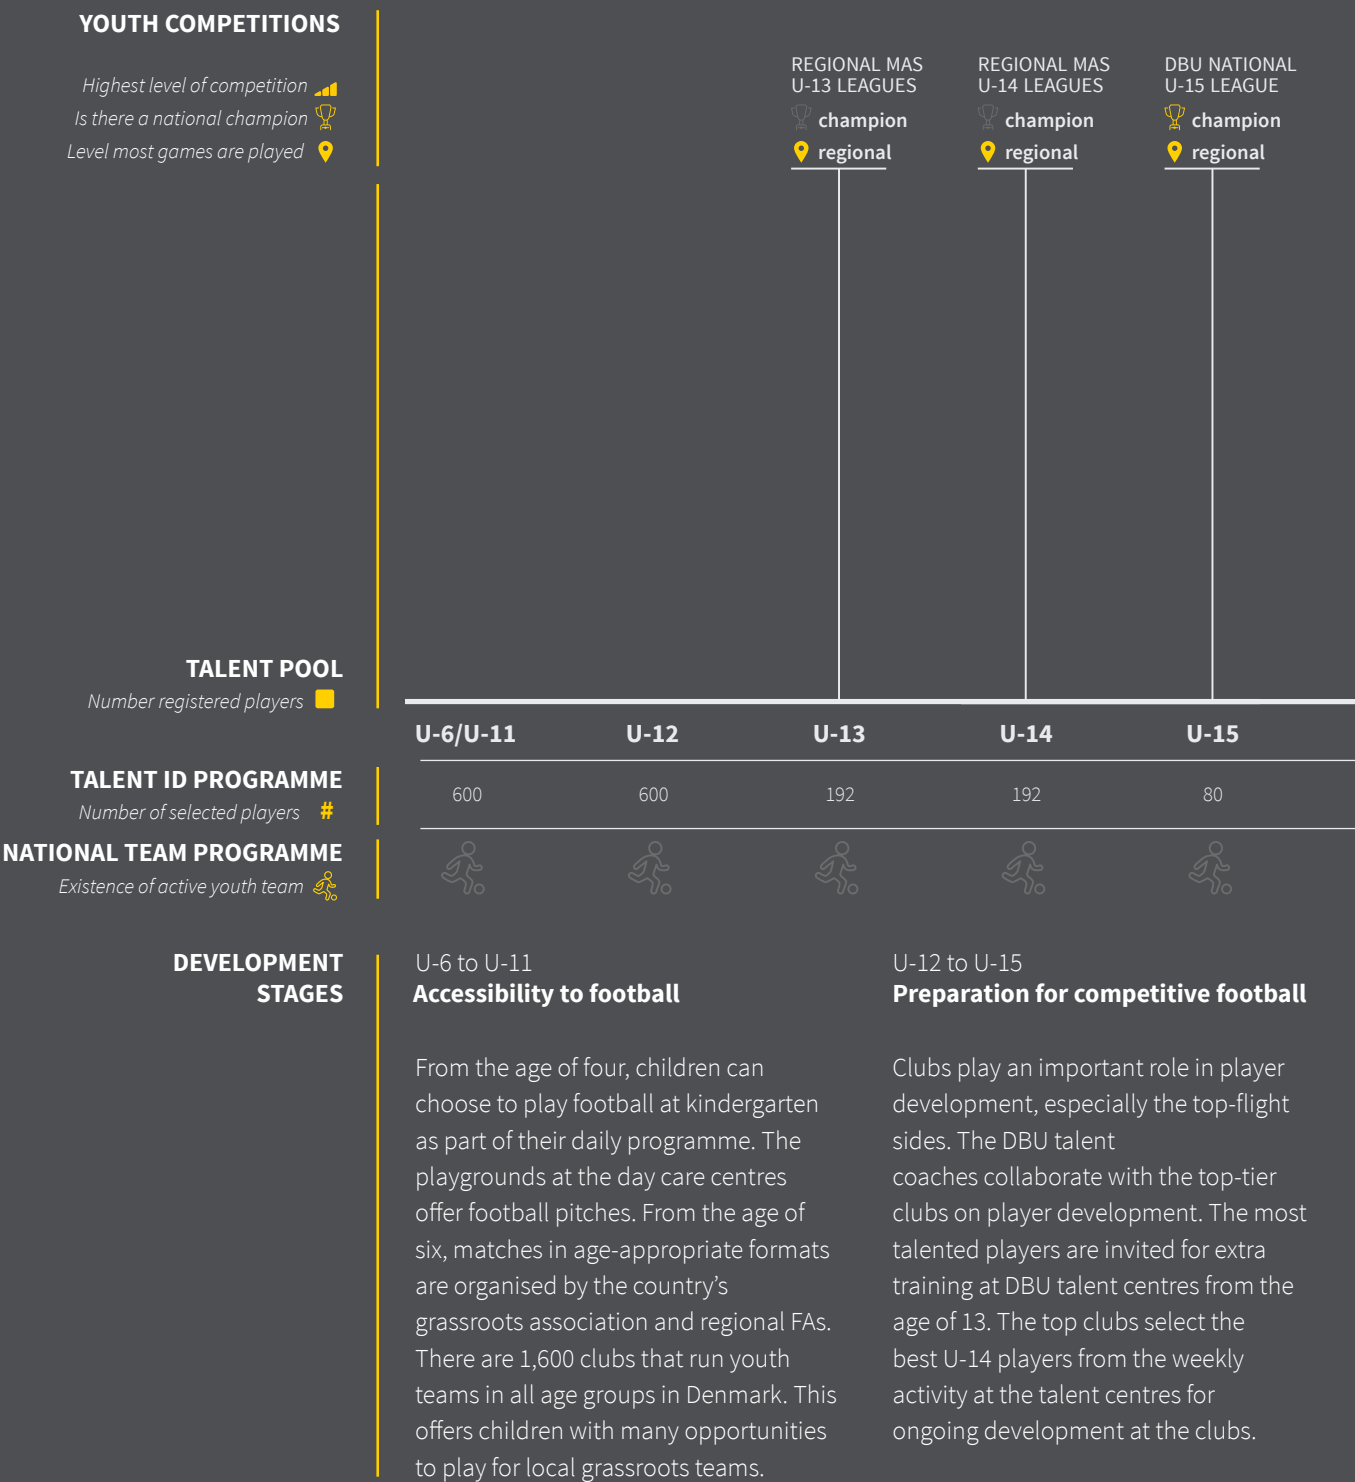 YOUTH COMPETITIONS
Highest level of competition
Is there a national champion
Level most games are played
REGIONAL MAS
U-13 LEAGUES
champion
regional
REGIONAL MAS
U-14 LEAGUES
champion
regional
DBU NATIONAL
U-15 LEAGUE
champion
regional
TALENT POOL
Number registered players
U-6/U-11 U-12 U-13 U-14 U-15
TALENT ID PROGRAMME
Number of selected players #
600 600 192 192 80
NATIONAL TEAM PROGRAMME
Existence of active youth team
DEVELOPMENT
STAGES
U-6 to U-11
Accessibility to football
From the age of four, children can
choose to play football at kindergarten
as part of their daily programme. The
playgrounds at the day care centres
offer football pitches. From the age of
six, matches in age-appropriate formats
are organised by the country’s
grassroots association and regional FAs.
There are 1,600 clubs that run youth
teams in all age groups in Denmark. This
offers children with many opportunities
to play for local grassroots teams.
U-12 to U-15
Preparation for competitive football
Clubs play an important role in player
development, especially the top-flight
sides. The DBU talent
coaches collaborate with the top-tier
clubs on player development. The most
talented players are invited for extra
training at DBU talent centres from the
age of 13. The top clubs select the
best U-14 players from the weekly
activity at the talent centres for
ongoing development at the clubs.